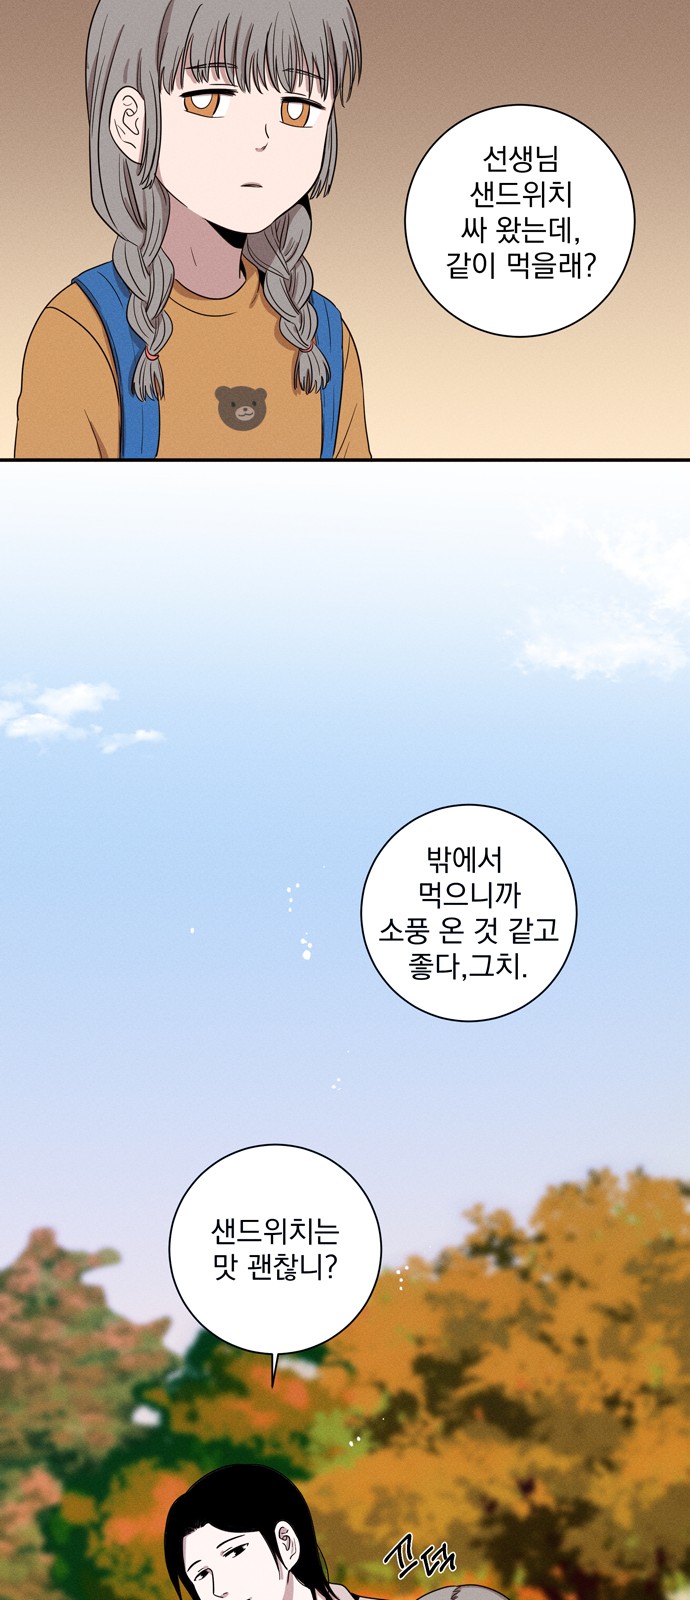 선생님
샌드위치
싸 왔는데,
같이 먹을래?
밖에서
먹으니까
소풍 온 것 같고
좋다,그치.
샌드위치는
맛 괜찮니?
끄덕